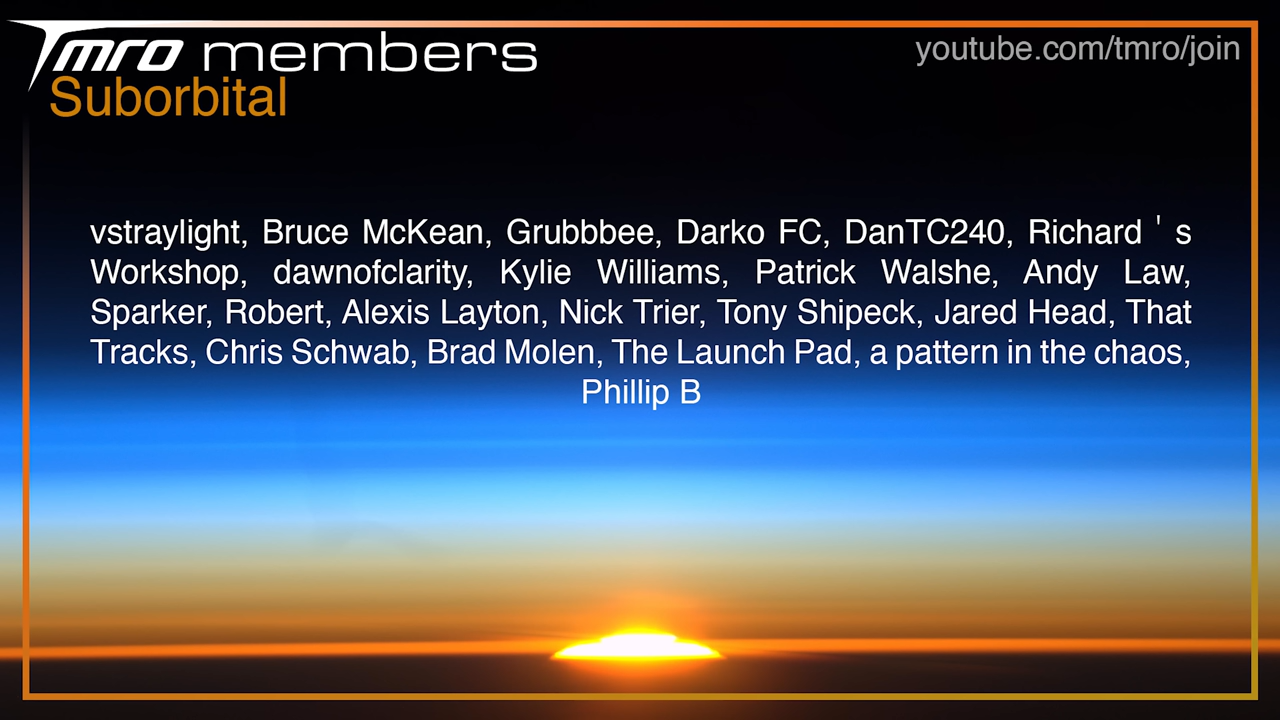 Tmro members
youtube.com/tmro/join
Suborbital
vstraylight, Bruce McKean, Grubbbee, Darko FC, DanTC240, Richard ' s
Workshop, dawnofclarity, Kylie Williams, Patrick Walshe, Andy Law,
Sparker, Robert, Alexis Layton, Nick Trier, Tony Shipeck, Jared Head, That
Tracks, Chris Schwab, Brad Molen, The Launch Pad, a pattern in the chaos,
Phillip B